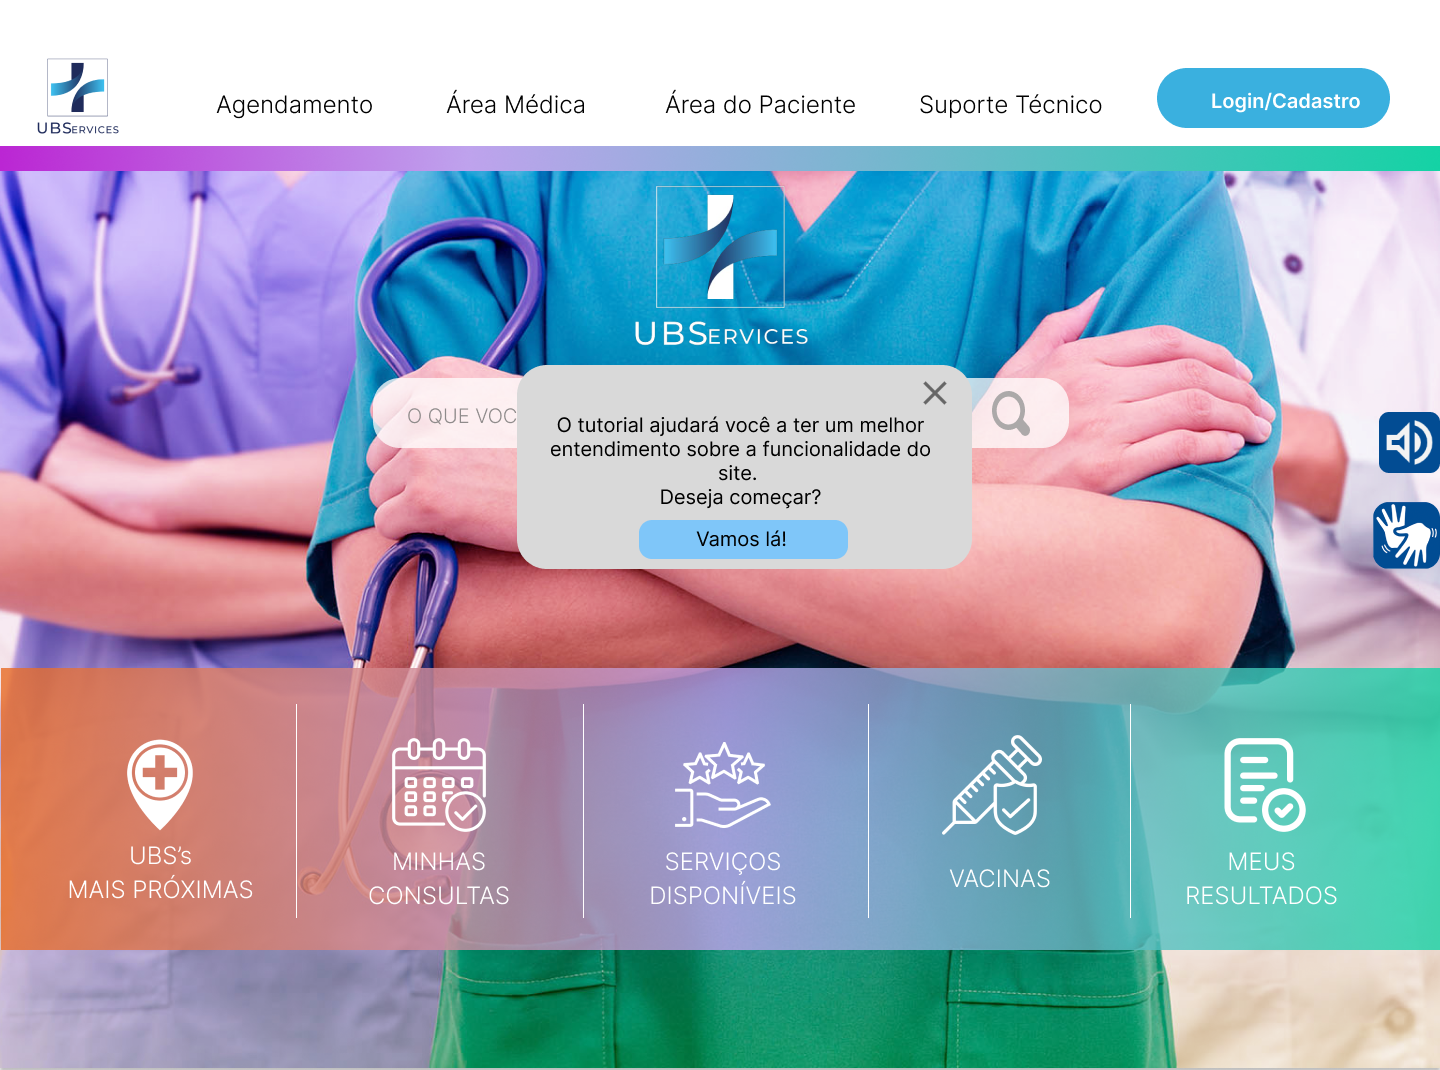 UBSERVICES
Agendamento
Área Médica
Área do Paciente
Suporte Técnico
Login/Cadastro
UBSERVICES
O QUE VOC
O tutorial ajudará você a ter um melhor
entendimento sobre a funcionalidade do
site.
Deseja começar?
Vamos lá!
UBS’s
MAIS PRÓXIMAS
MINHAS
CONSULTAS
SERVIÇOS
DISPONÍVEIS
VACINAS
MEUS
RESULTADOS